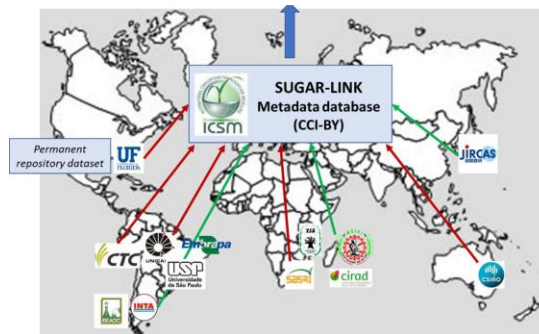 icsm
SUGAR-LINK
Metadata database
(CCI-BY)
Permanent
repository dataset
UF
FLORIDA
JIRCAS
CTC
UNICAMP
Embrapa
USP
Universidade
de São Paulo
SASRI
cirad
CSIRO
EEAOC
INTA